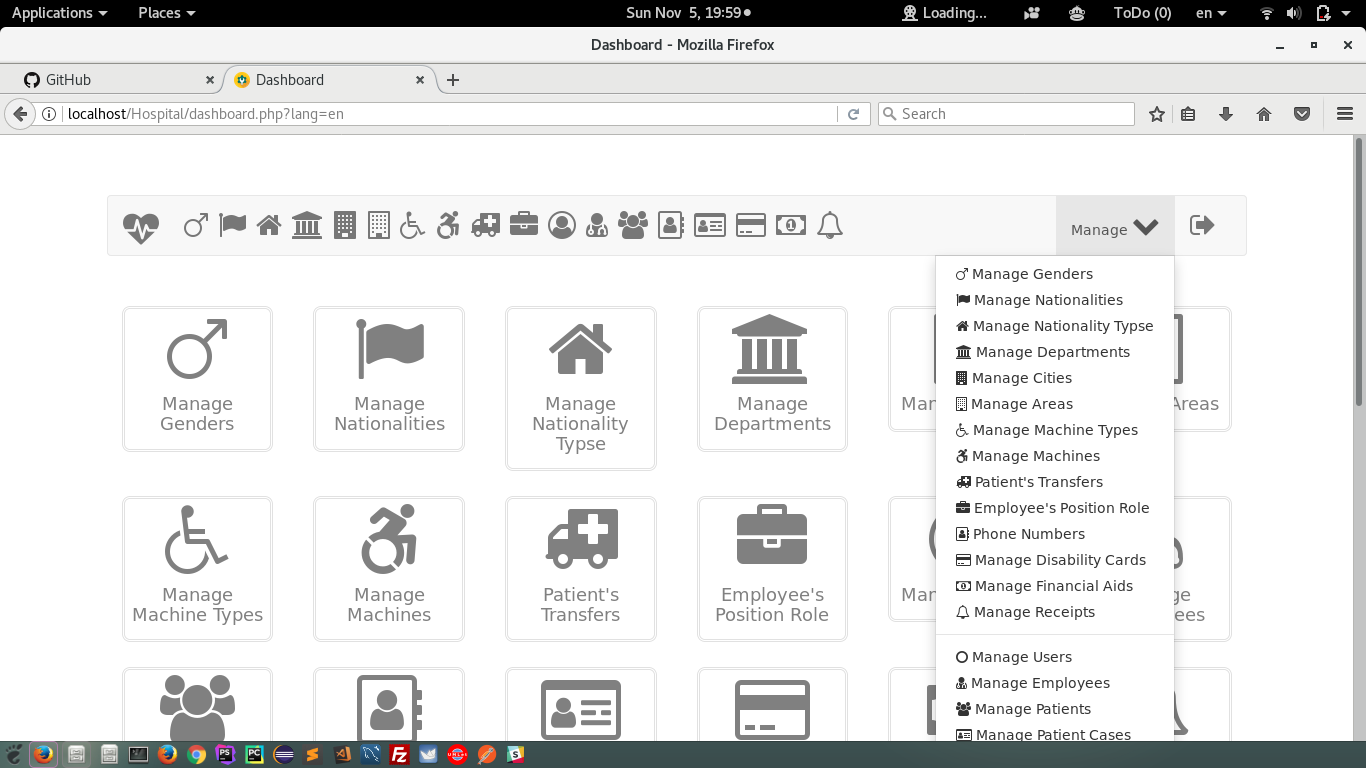 Applications Places Sun Nov 5, 19:59 Loading... ToDo (0) en
Dashboard - Mozilla Firefox
GitHub Dashboard
localhost/Hospital/dashboard.php?lang=en Search
Manage
Manage Genders
Manage Nationalities
Manage Nationality Typse
Manage Departments
Manage Cities
Manage Areas
Manage Machine Types
Manage Machines
Patient's Transfers
Employee's Position Role
Phone Numbers
Manage Disability Cards
Manage Financial Aids
Manage Receipts
Manage Users
Manage Employees
Manage Patients
Manage Patient Cases
Manage
Genders
Manage
Nationalities
Manage
Nationality
Typse
Manage
Departments
Areas
Manage
Machine Types
Manage
Machines
Patient's
Transfers
Employee's
Position Role